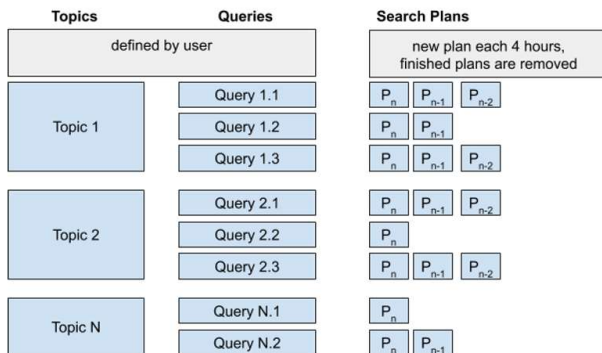 Topics Queries Search Plans
defined by user
new plan each 4 hours,
finished plans are removed
Topic 1
Query 1.1 Pn Pn-1 Pn-2
Query 1.2 Pn Pn-1
Query 1.3 Pn Pn-1 Pn-2
Topic 2
Query 2.1 Pn Pn-1 Pn-2
Query 2.2 Pn
Query 2.3 Pn Pn-1 Pn-2
Topic N
Query N.1 Pn
Query N.2 Pn Pn-1